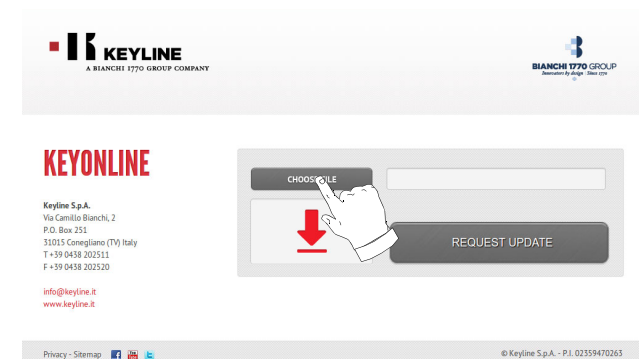 KEYLINE
A BIANCHI 1770 GROUP COMPANY
BIANCHI 1770 GROUP
Innovators by design | Since 1770
KEYONLINE
CHOOSE FILE
Keyline S.p.A.
Via Camillo Bianchi, 2
P.O. Box 251
31015 Conegliano (TV) Italy
T +39 0438 202511
F +39 0438 202520
REQUEST UPDATE
info@keyline.it
www.keyline.it
Privacy - Sitemap
© Keyline S.p.A. - P.I. 02359470263